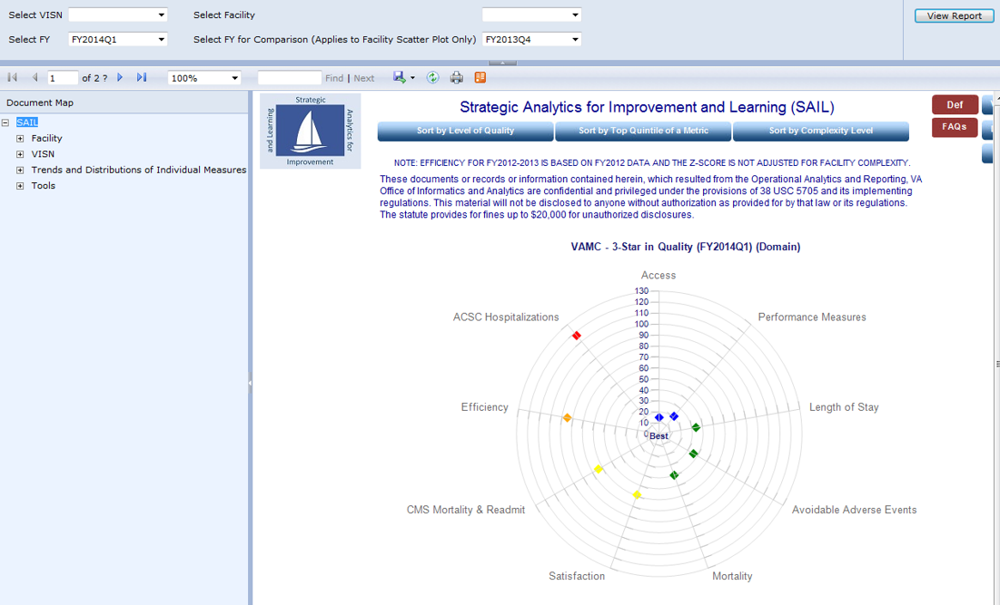 Select VISN
Select Facility
View Report
Select FY FY2014Q1
Select FY for Comparison (Applies to Facility Scatter Plot Only) FY2013Q4
1 of 2 ? 100% Find | Next
Document Map
SAIL
Facility
VISN
Trends and Distributions of Individual Measures
Tools
Strategic
Analytics for
Improvement
and Learning
Strategic Analytics for Improvement and Learning (SAIL)
Def
FAQs
Sort by Level of Quality
Sort by Top Quintile of a Metric
Sort by Complexity Level
NOTE: EFFICIENCY FOR FY2012-2013 IS BASED ON FY2012 DATA AND THE Z-SCORE IS NOT ADJUSTED FOR FACILITY COMPLEXITY.
These documents or records or information contained herein, which resulted from the Operational Analytics and Reporting, VA
Office of Informatics and Analytics are confidential and privileged under the provisions of 38 USC 5705 and its implementing
regulations. This material will not be disclosed to anyone without authorization as provided for by that law or its regulations.
The statute provides for fines up to $20,000 for unauthorized disclosures.
VAMC - 3-Star in Quality (FY2014Q1) (Domain)
Access
130
120
110
100
90
80
70
60
50
40
30
20
10
0
Best
ACSC Hospitalizations
Performance Measures
Efficiency
Length of Stay
CMS Mortality & Readmit
Avoidable Adverse Events
Satisfaction
Mortality